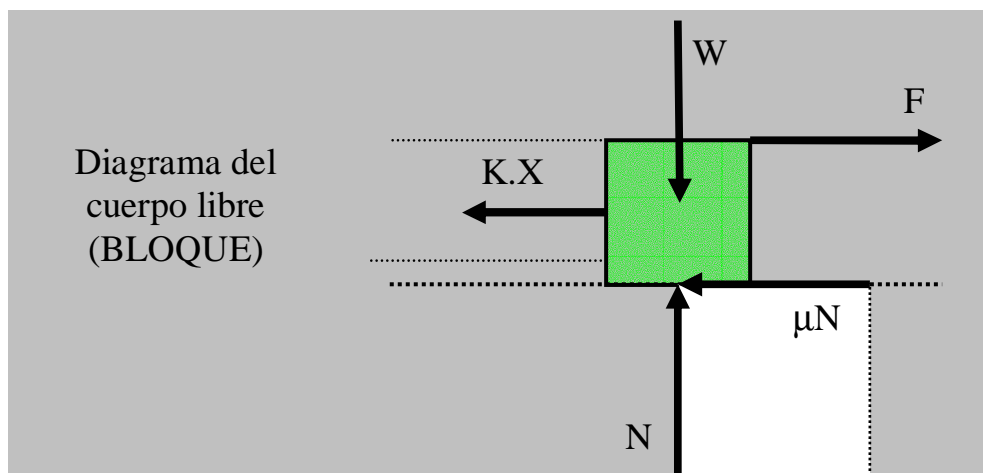 W
F
Diagrama del
cuerpo libre
(BLOQUE)
K.X
μN
N